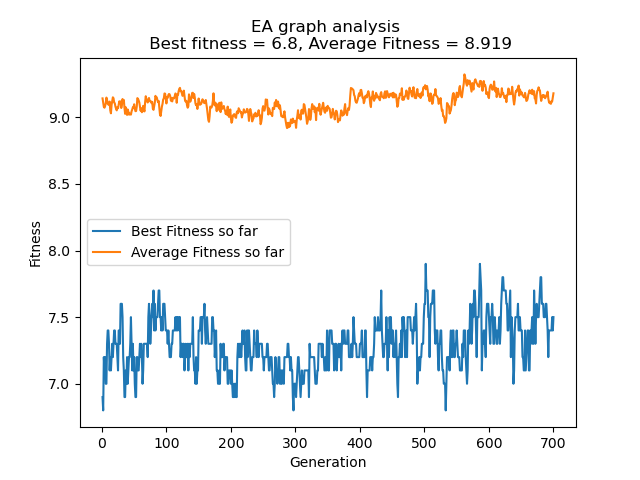 EA graph analysis
Best fitness = 6.8, Average Fitness = 8.919
Fitness
9.0
8.5
8.0
7.5
7.0
Best Fitness so far
Average Fitness so far
0 100 200 300 400 500 600 700
Generation